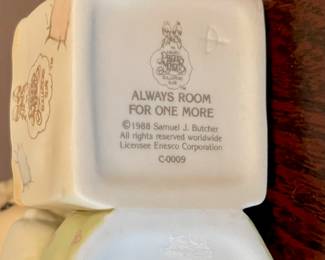 ALWAYS ROOM
FOR ONE MORE
©1988 Samuel J. Butcher
All rights reserved worldwide
Licensee Enesco Corporation
C-0009